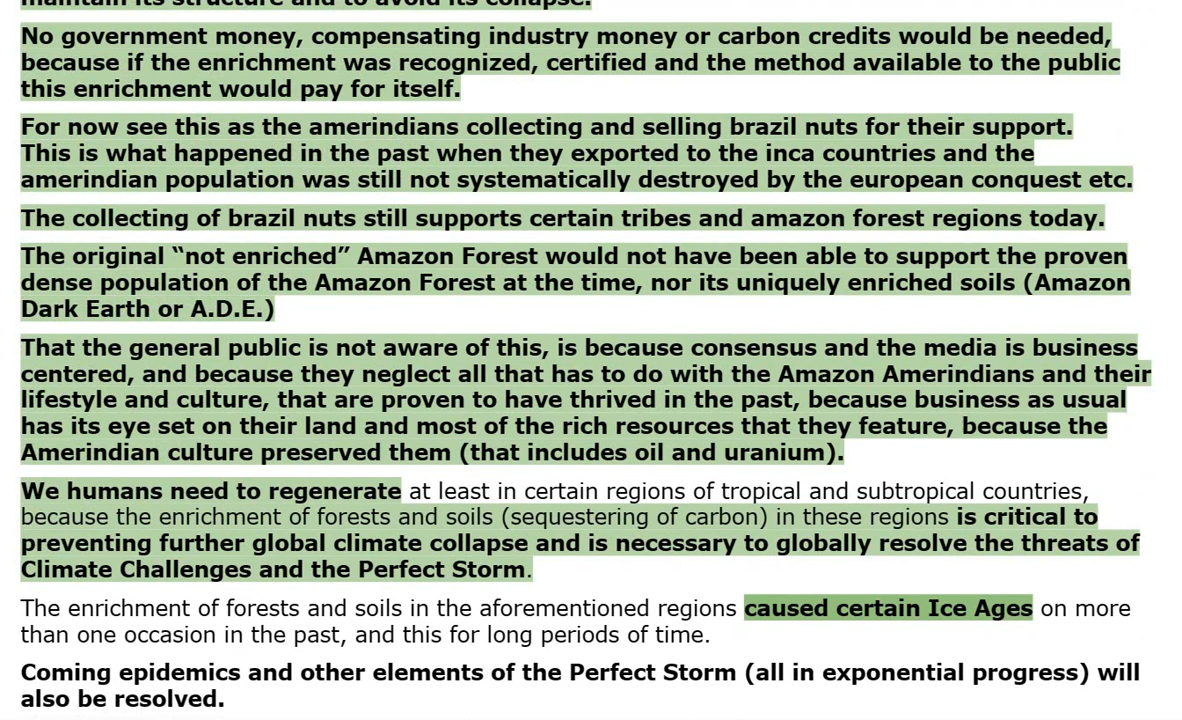 maintain its structure and to avoid its collapse.
No government money, compensating industry money or carbon credits would be needed,
because if the enrichment was recognized, certified and the method available to the public
this enrichment would pay for itself.
For now see this as the amerindians collecting and selling brazil nuts for their support.
This is what happened in the past when they exported to the inca countries and the
amerindian population was still not systematically destroyed by the european conquest etc.
The collecting of brazil nuts still supports certain tribes and amazon forest regions today.
The original “not enriched” Amazon Forest would not have been able to support the proven
dense population of the Amazon Forest at the time, nor its uniquely enriched soils (Amazon
Dark Earth or A.D.E.)
That the general public is not aware of this, is because consensus and the media is business
centered, and because they neglect all that has to do with the Amazon Amerindians and their
lifestyle and culture, that are proven to have thrived in the past, because business as usual
has its eye set on their land and most of the rich resources that they feature, because the
Amerindian culture preserved them (that includes oil and uranium).
We humans need to regenerate at least in certain regions of tropical and subtropical countries,
because the enrichment of forests and soils (sequestering of carbon) in these regions is critical to
preventing further global climate collapse and is necessary to globally resolve the threats of
Climate Challenges and the Perfect Storm.
The enrichment of forests and soils in the aforementioned regions caused certain Ice Ages on more
than one occasion in the past, and this for long periods of time.
Coming epidemics and other elements of the Perfect Storm (all in exponential progress) will
also be resolved.